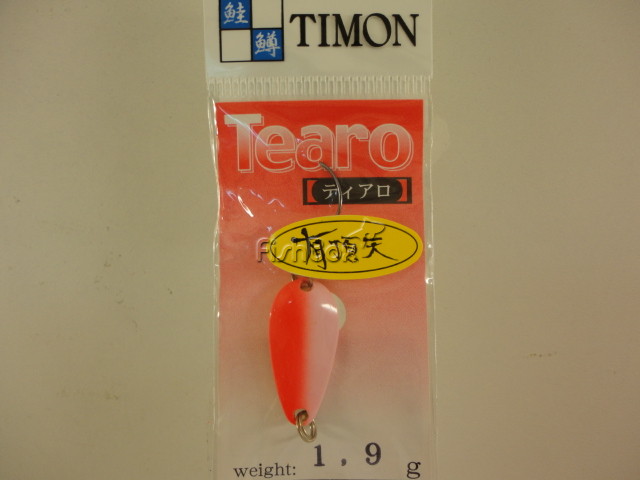 鮭 鱒 TIMON
Tearo
【ティアロ】
有頂天
weight: 1.9 g